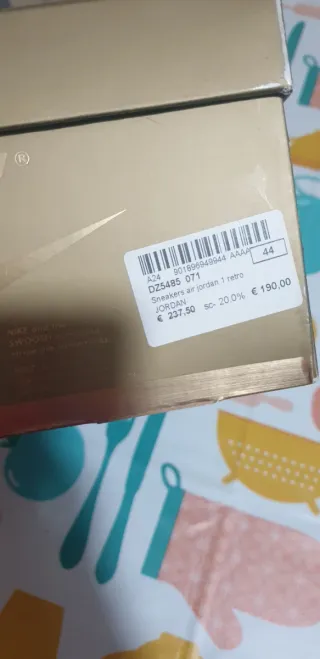 ®
A24 901896949944 AAAA
44
DZ5485 071
Sneakers air jordan 1 retro
JORDAN
€ 237,50 sc- 20,0% € 190,00